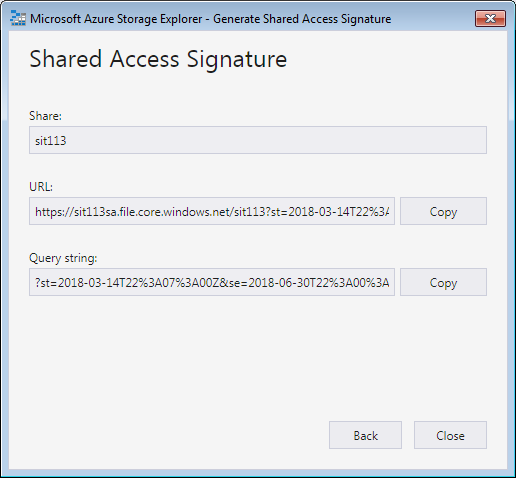 Microsoft Azure Storage Explorer - Generate Shared Access Signature
Shared Access Signature
Share:
sit113
URL:
https://sit113sa.file.core.windows.net/sit113?st=2018-03-14T22%3A
Copy
Query string:
?st=2018-03-14T22%3A07%3A00Z&se=2018-06-30T22%3A00%3A
Copy
Back
Close